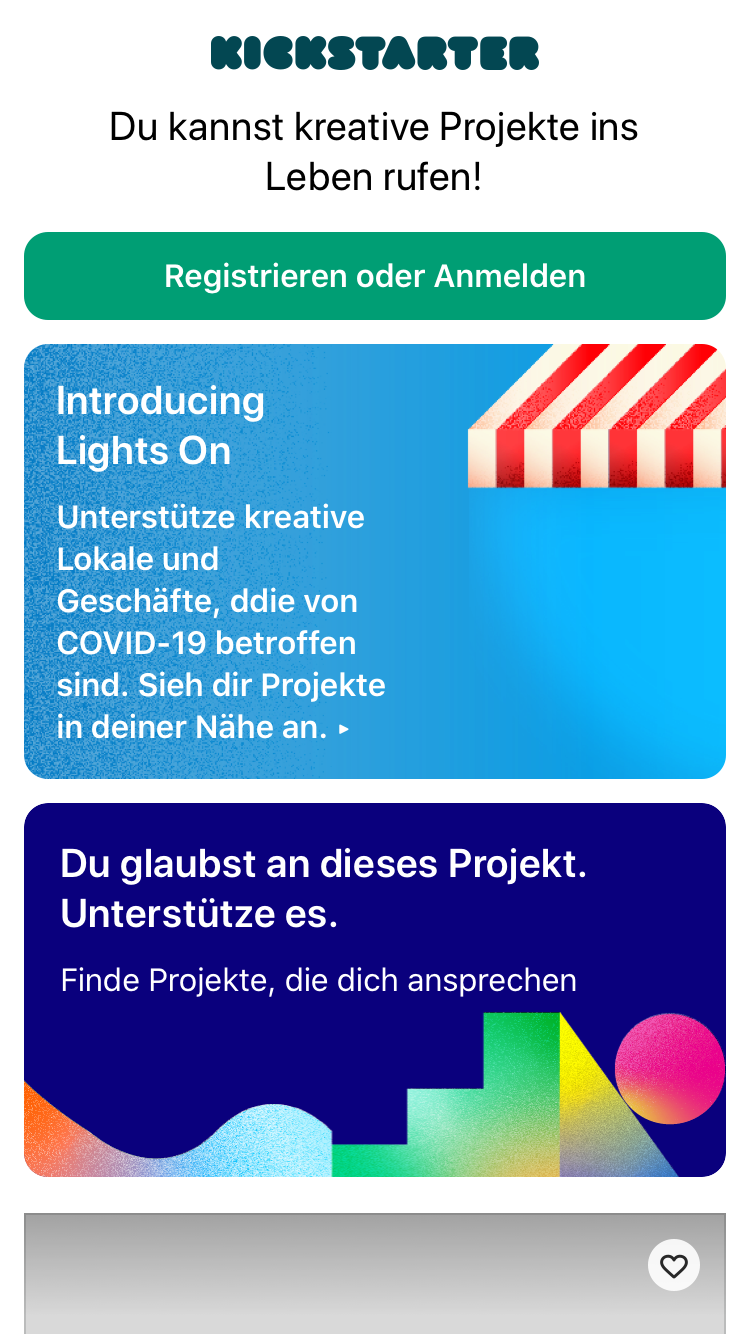 KICKSTARTER
Du kannst kreative Projekte ins
Leben rufen!
Registrieren oder Anmelden
Introducing
Lights On
Unterstütze kreative
Lokale und
Geschäfte, ddie von
COVID-19 betroffen
sind. Sieh dir Projekte
in deiner Nähe an. ▸
Du glaubst an dieses Projekt.
Unterstütze es.
Finde Projekte, die dich ansprechen